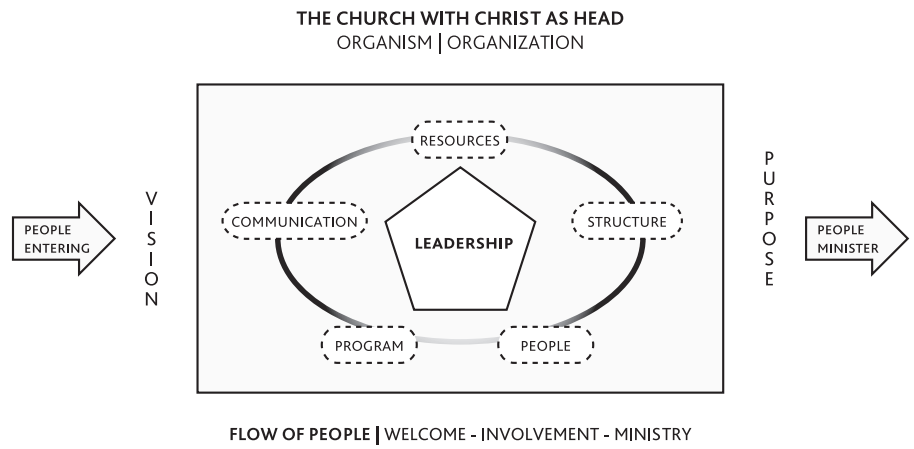 THE CHURCH WITH CHRIST AS HEAD
ORGANISM | ORGANIZATION
PEOPLE
ENTERING
VISION
RESOURCES
COMMUNICATION
STRUCTURE
LEADERSHIP
PROGRAM
PEOPLE
PURPOSE
PEOPLE
MINISTER
FLOW OF PEOPLE | WELCOME - INVOLVEMENT - MINISTRY